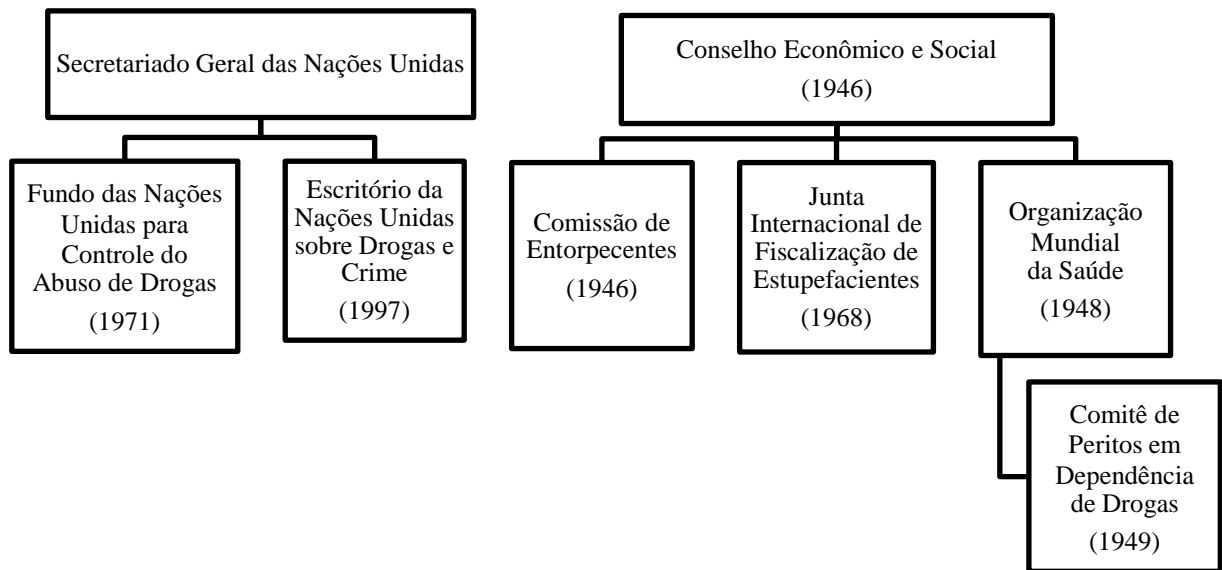 Secretariado Geral das Nações Unidas
Fundo das Nações
Unidas para
Controle do
Abuso de Drogas
(1971)
Escritório da
Nações Unidas
sobre Drogas e
Crime
(1997)
Conselho Econômico e Social
(1946)
Comissão de
Entorpecentes
(1946)
Junta
Internacional de
Fiscalização de
Estupefacientes
(1968)
Organização
Mundial
da Saúde
(1948)
Comitê de
Peritos em
Dependência
de Drogas
(1949)